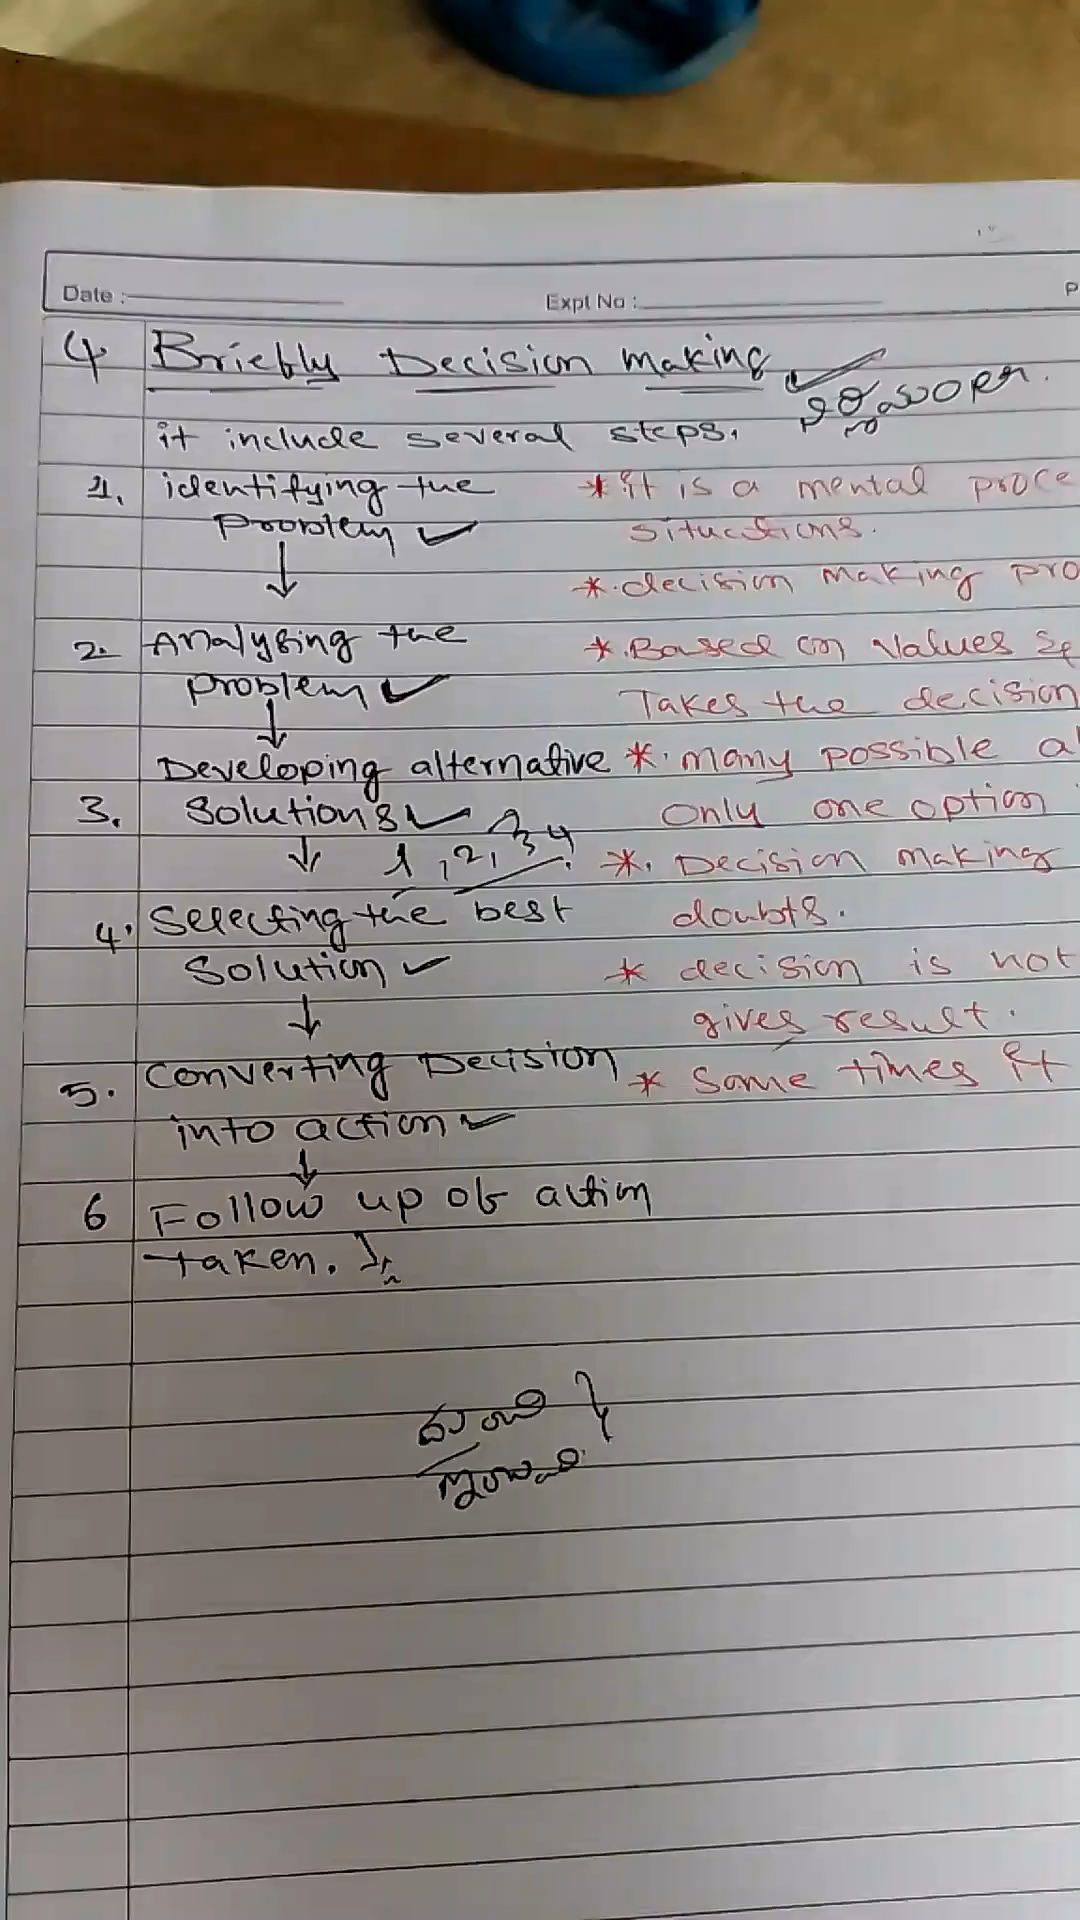 Date :
Expt No :
P
4. Briefly Decision making
it include several steps.
1. identifying the
problem
2. Analysing the
problem
Developing alternative
3. Solutions
1, 2, 3 4
4. Selecting the best
Solution
5. Converting Decision
into action
6 Follow up of action
taken.
* it is a mental proce
situctions.
*. decision making pro
*. Based on values
Takes the decision
*. many possible al
Only one option
*. Decision making
doubts.
* decision is not
gives result.
* Some times it